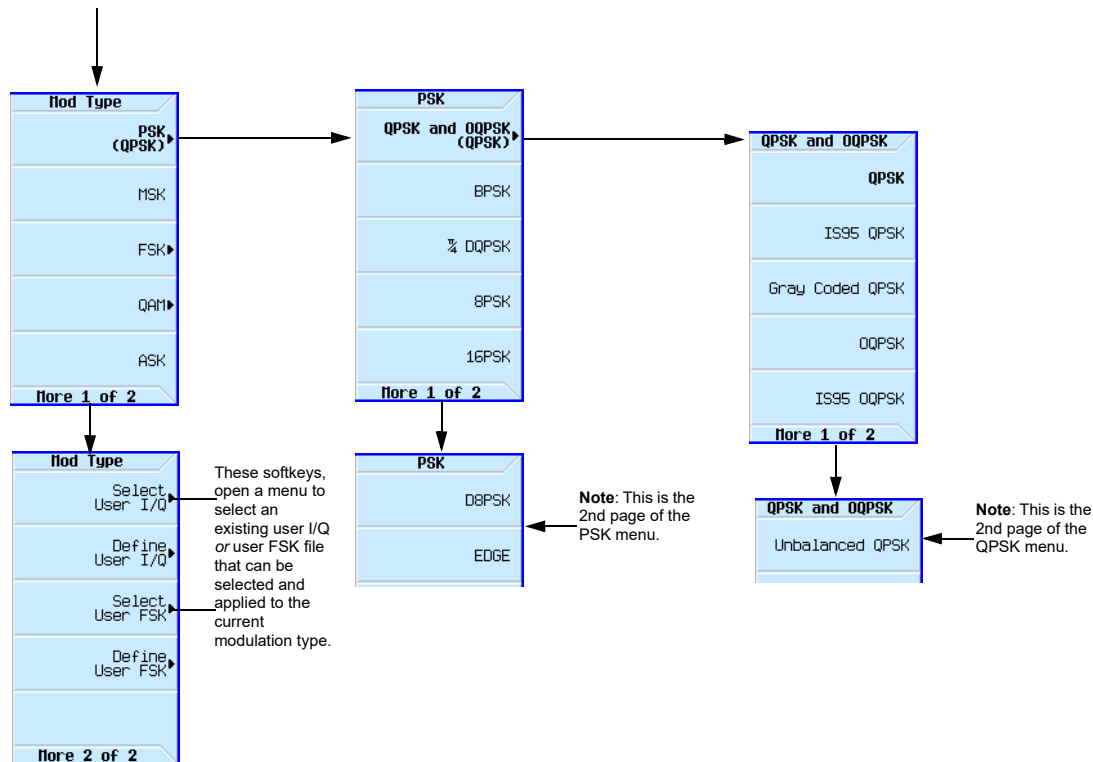 Mod Type
PSK
(QPSK)
MSK
FSK
QAM
ASK
More 1 of 2
Mod Type
Select
User I/Q
Define
User I/Q
Select
User FSK
Define
User FSK
More 2 of 2
These softkeys,
open a menu to
select an
existing user I/Q
or user FSK file
that can be
selected and
applied to the
current
modulation type.
PSK
QPSK and OQPSK
(QPSK)
BPSK
π/4 DQPSK
8PSK
16PSK
More 1 of 2
PSK
D8PSK
EDGE
Note: This is the
2nd page of the
PSK menu.
QPSK and OQPSK
QPSK
IS95 QPSK
Gray Coded QPSK
OQPSK
IS95 OQPSK
More 1 of 2
QPSK and OQPSK
Unbalanced QPSK
Note: This is the
2nd page of the
QPSK menu.